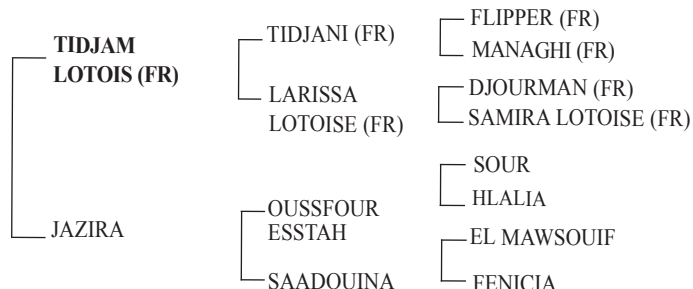 TIDJAM
LOTOIS (FR)
TIDJANI (FR)
FLIPPER (FR)
MANAGHI (FR)
LARISSA
LOTOISE (FR)
DJOURMAN (FR)
SAMIRA LOTOISE (FR)
JAZIRA
OUSSFOUR
ESSTAH
SOUR
HLALIA
SAADOUINA
EL MAWSOUIF
FENICIA